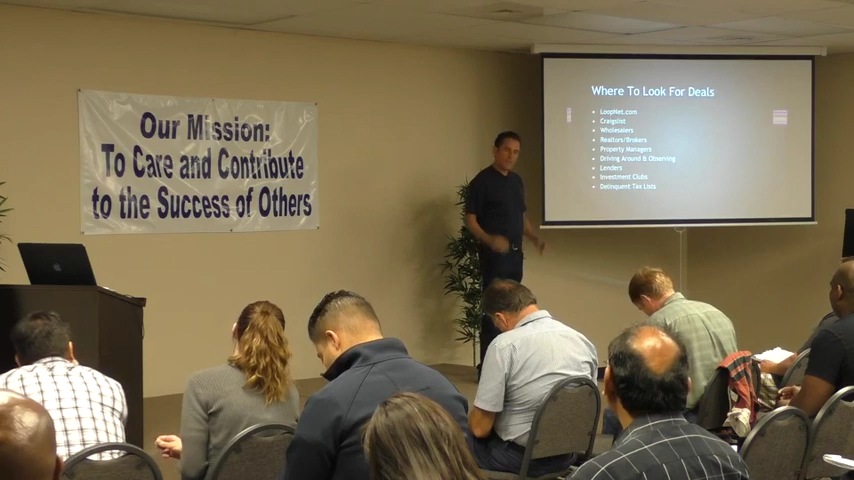 Our Mission:
To Care and Contribute
to the Success of Others
Where To Look For Deals
LoopNet.com
Craigslist
Wholesalers
Realtors/Brokers
Property Managers
Driving Around & Observing
Lenders
Investment Clubs
Delinquent Tax Lists